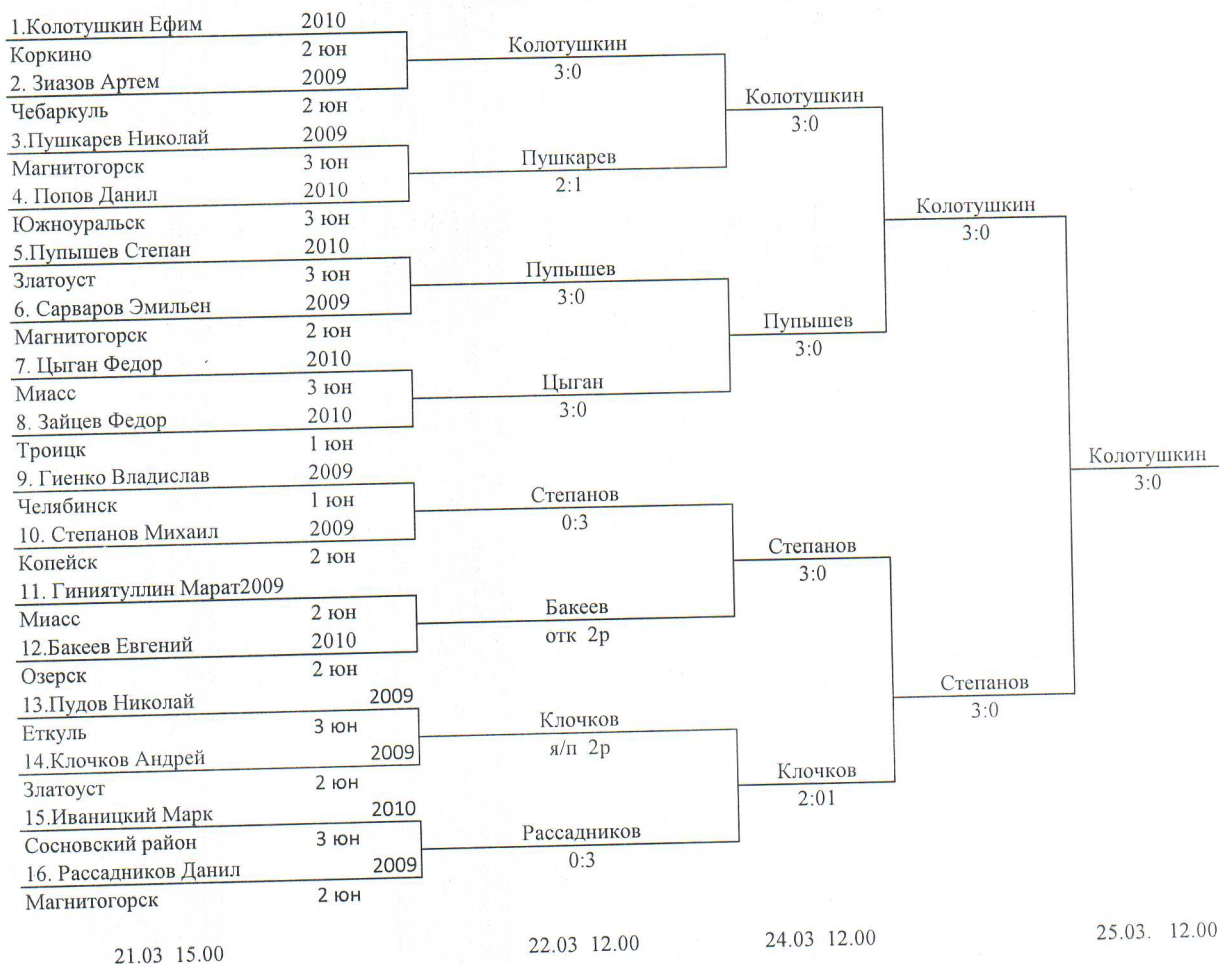 1.Колотушкин Ефим 2010
Коркино 2 юн
2. Зиазов Артем 2009
Чебаркуль 2 юн
3.Пушкарев Николай 2009
Магнитогорск 3 юн
4. Попов Данил 2010
Южноуральск 3 юн
5.Пупышев Степан 2010
Златоуст 3 юн
6. Сарваров Эмильен 2009
Магнитогорск 2 юн
7. Цыган Федор 2010
Миасс 3 юн
8. Зайцев Федор 2010
Троицк 1 юн
9. Гиенко Владислав 2009
Челябинск 1 юн
10. Степанов Михаил 2009
Копейск 2 юн
11. Гиниятуллин Марат2009
Миасс 2 юн
12.Бакеев Евгений 2010
Озерск 2 юн
13.Пудов Николай 2009
Еткуль 3 юн
14.Клочков Андрей 2009
Златоуст 2 юн
15.Иваницкий Марк 2010
Сосновский район 3 юн
16. Рассадников Данил 2009
Магнитогорск 2 юн
Колотушкин
3:0
Пушкарев
2:1
Пупышев
3:0
Цыган
3:0
Степанов
0:3
Бакеев
отк 2р
Клочков
я/п 2р
Рассадников
0:3
Колотушкин
3:0
Пупышев
3:0
Степанов
3:0
Клочков
2:01
Колотушкин
3:0
Степанов
3:0
Колотушкин
3:0
21.03 15.00 22.03 12.00 24.03 12.00 25.03. 12.00